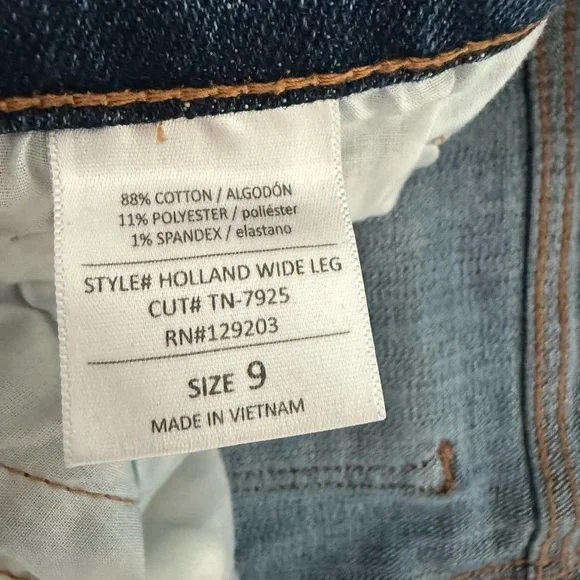 88% COTTON / ALGODÓN
11% POLYESTER / poliéster
1% SPANDEX / elastano
STYLE# HOLLAND WIDE LEG
CUT# TN-7925
RN#129203
SIZE 9
MADE IN VIETNAM